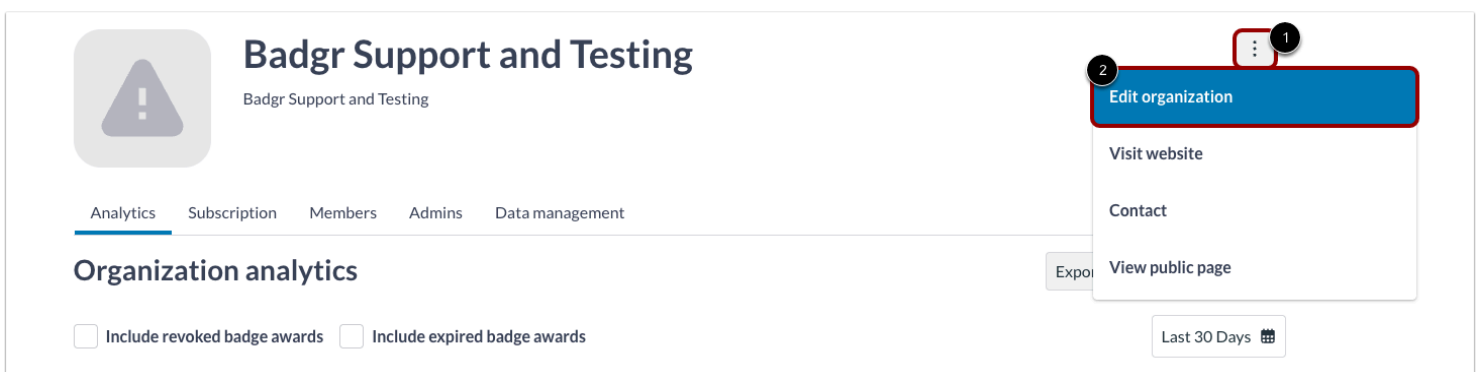 Badgr Support and Testing
Badgr Support and Testing
1
2
Edit organization
Visit website
Contact
View public page
Analytics Subscription Members Admins Data management
Organization analytics
Include revoked badge awards Include expired badge awards
Last 30 Days